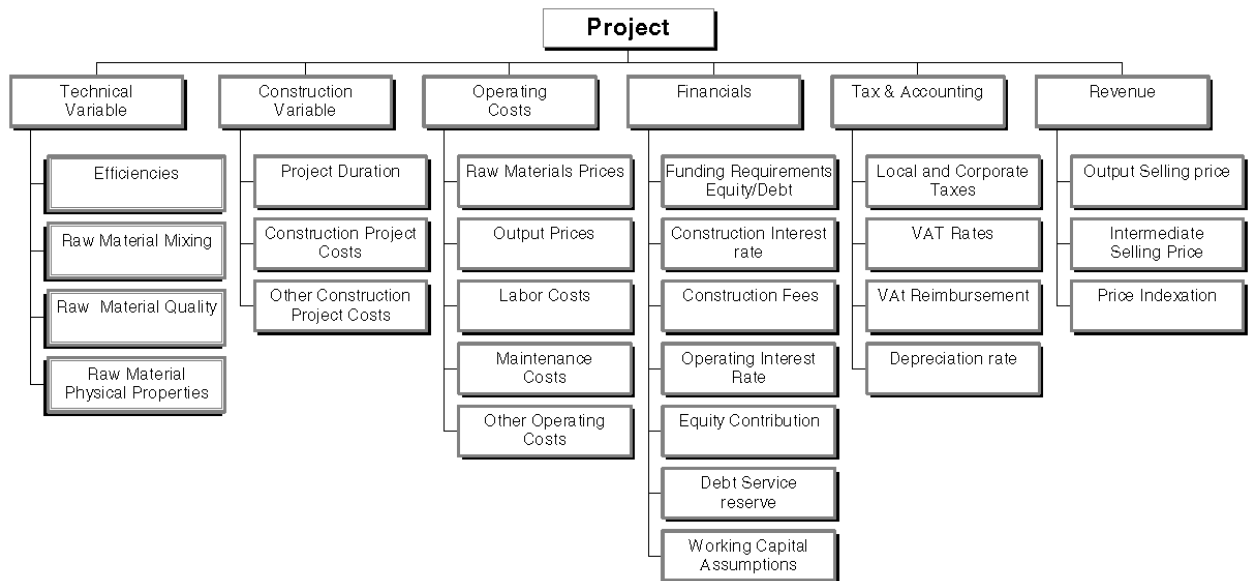 Project
Technical
Variable
Efficiencies
Raw Material Mixing
Raw Material Quality
Raw Material
Physical Properties
Construction
Variable
Project Duration
Construction Project
Costs
Other Construction
Project Costs
Operating
Costs
Raw Materials Prices
Output Prices
Labor Costs
Maintenance
Costs
Other Operating
Costs
Financials
Funding Requirements
Equity/Debt
Construction Interest
rate
Construction Fees
Operating Interest
Rate
Equity Contribution
Debt Service
reserve
Working Capital
Assumptions
Tax & Accounting
Local and Corporate
Taxes
VAT Rates
VAt Reimbursement
Depreciation rate
Revenue
Output Selling price
Intermediate
Selling Price
Price Indexation